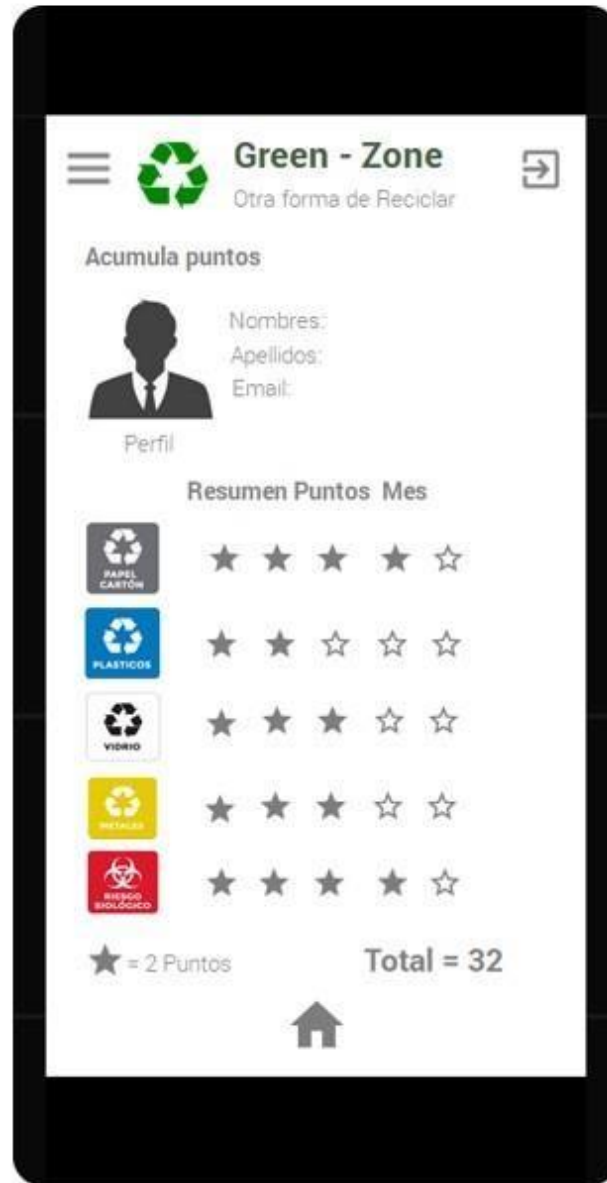 Green - Zone
Otra forma de Reciclar
Acumula puntos
Nombres:
Apellidos:
Email:
Perfil
Resumen Puntos Mes
PAPEL
CARTÓN
PLASTICOS
VIDRIO
METALES
RIESGO
BIOLÓGICO
= 2 Puntos
Total = 32